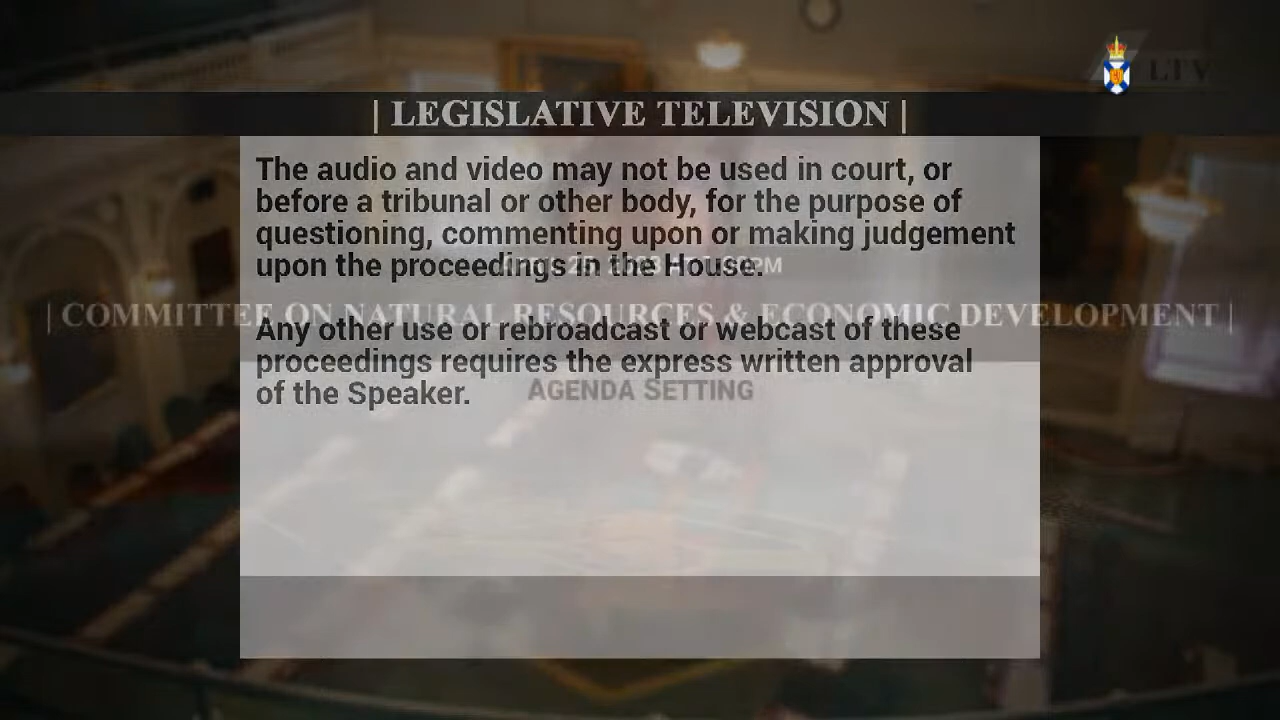 LTV
| LEGISLATIVE TELEVISION |
The audio and video may not be used in court, or
before a tribunal or other body, for the purpose of
questioning, commenting upon or making judgement
upon the proceedings in the House.
PM
| COMMITTEE ON NATURAL RESOURCES & ECONOMIC DEVELOPMENT |
Any other use or rebroadcast or webcast of these
proceedings requires the express written approval
of the Speaker.
AGENDA SETTING